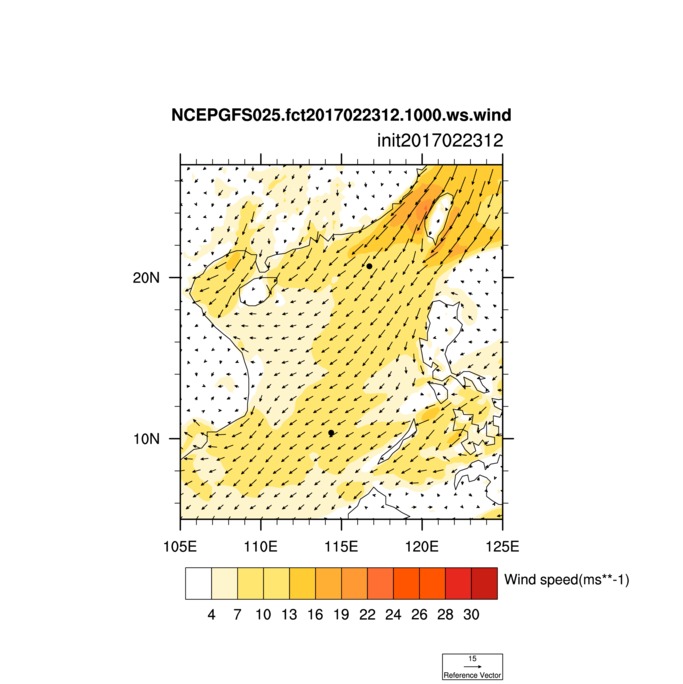 NCEPGFS025.fct2017022312.1000.ws.wind
init2017022312
20N
10N
105E 110E 115E 120E 125E
Wind speed(ms**-1)
4 7 10 13 16 19 22 24 26 28 30
15
Reference Vector